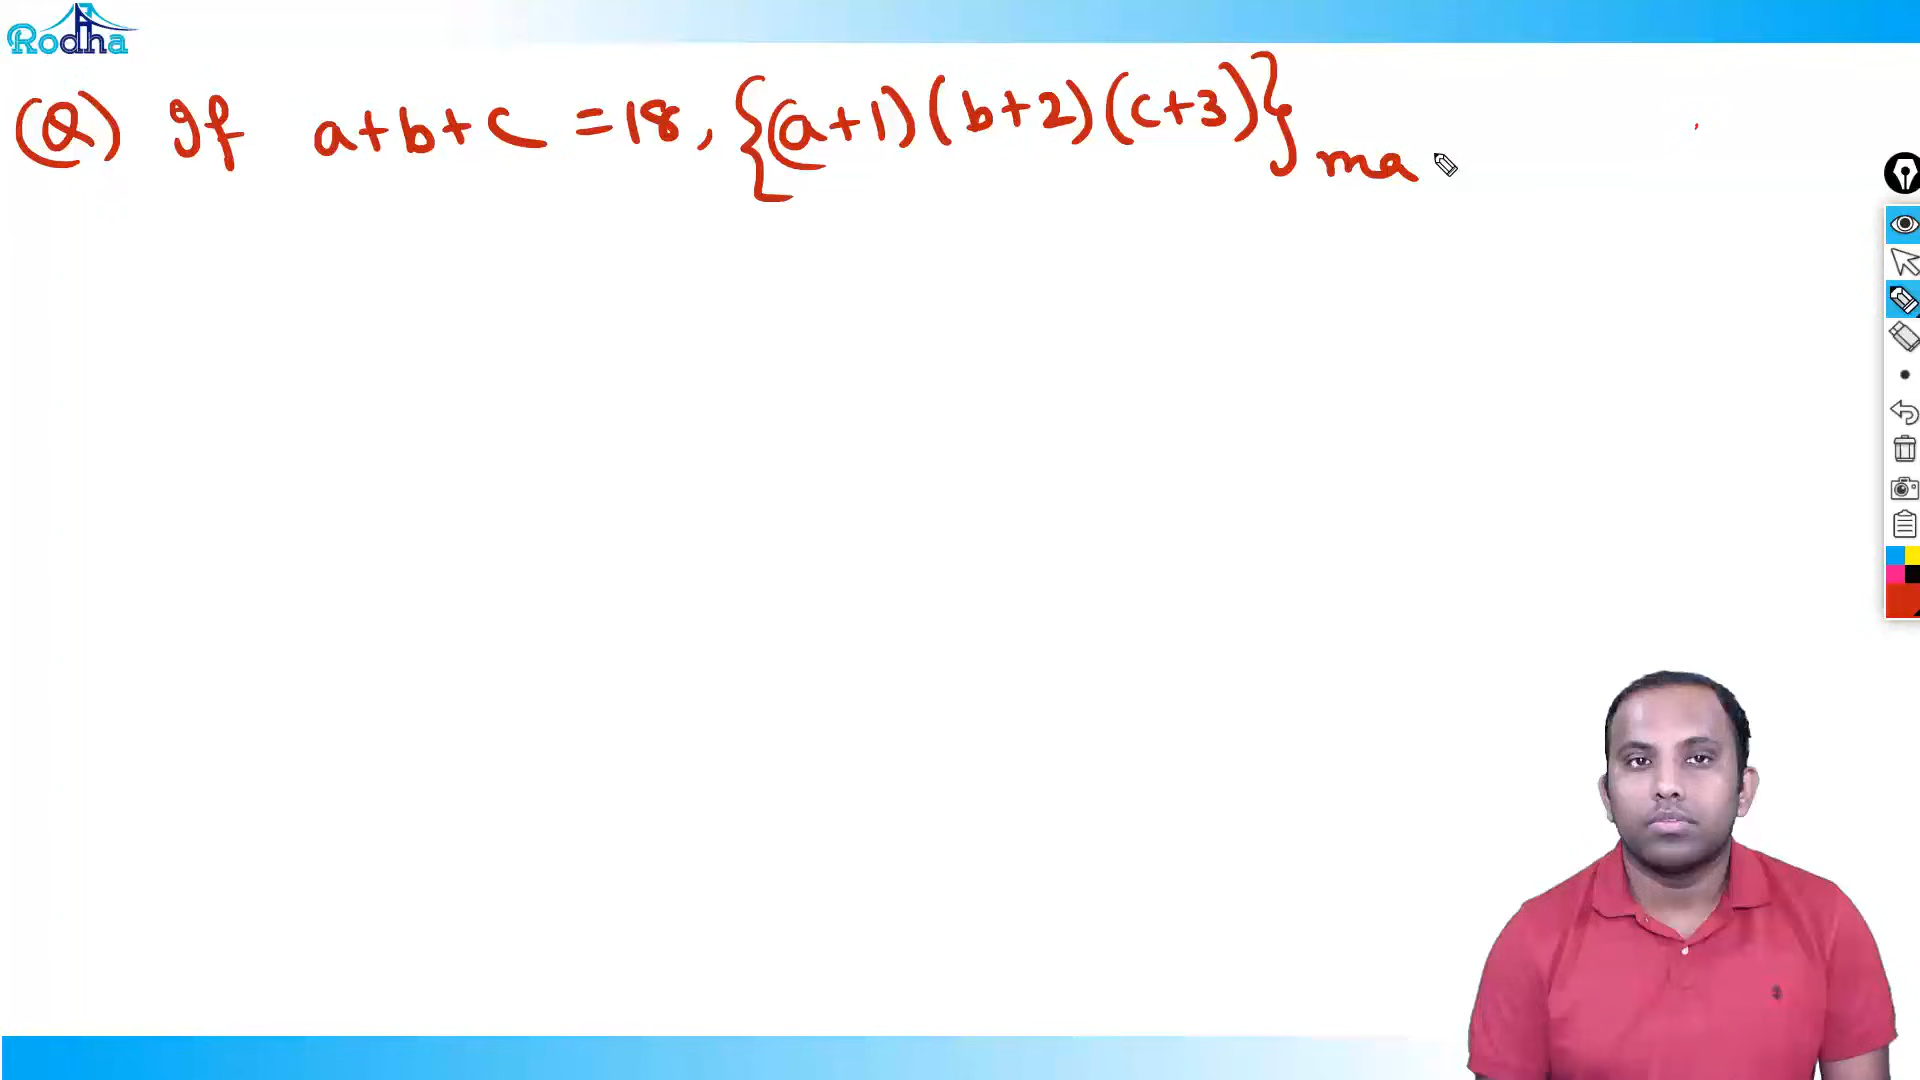 Rodha
(Q) If a+b+c =18, {(a+1)(b+2)(c+3)} ma